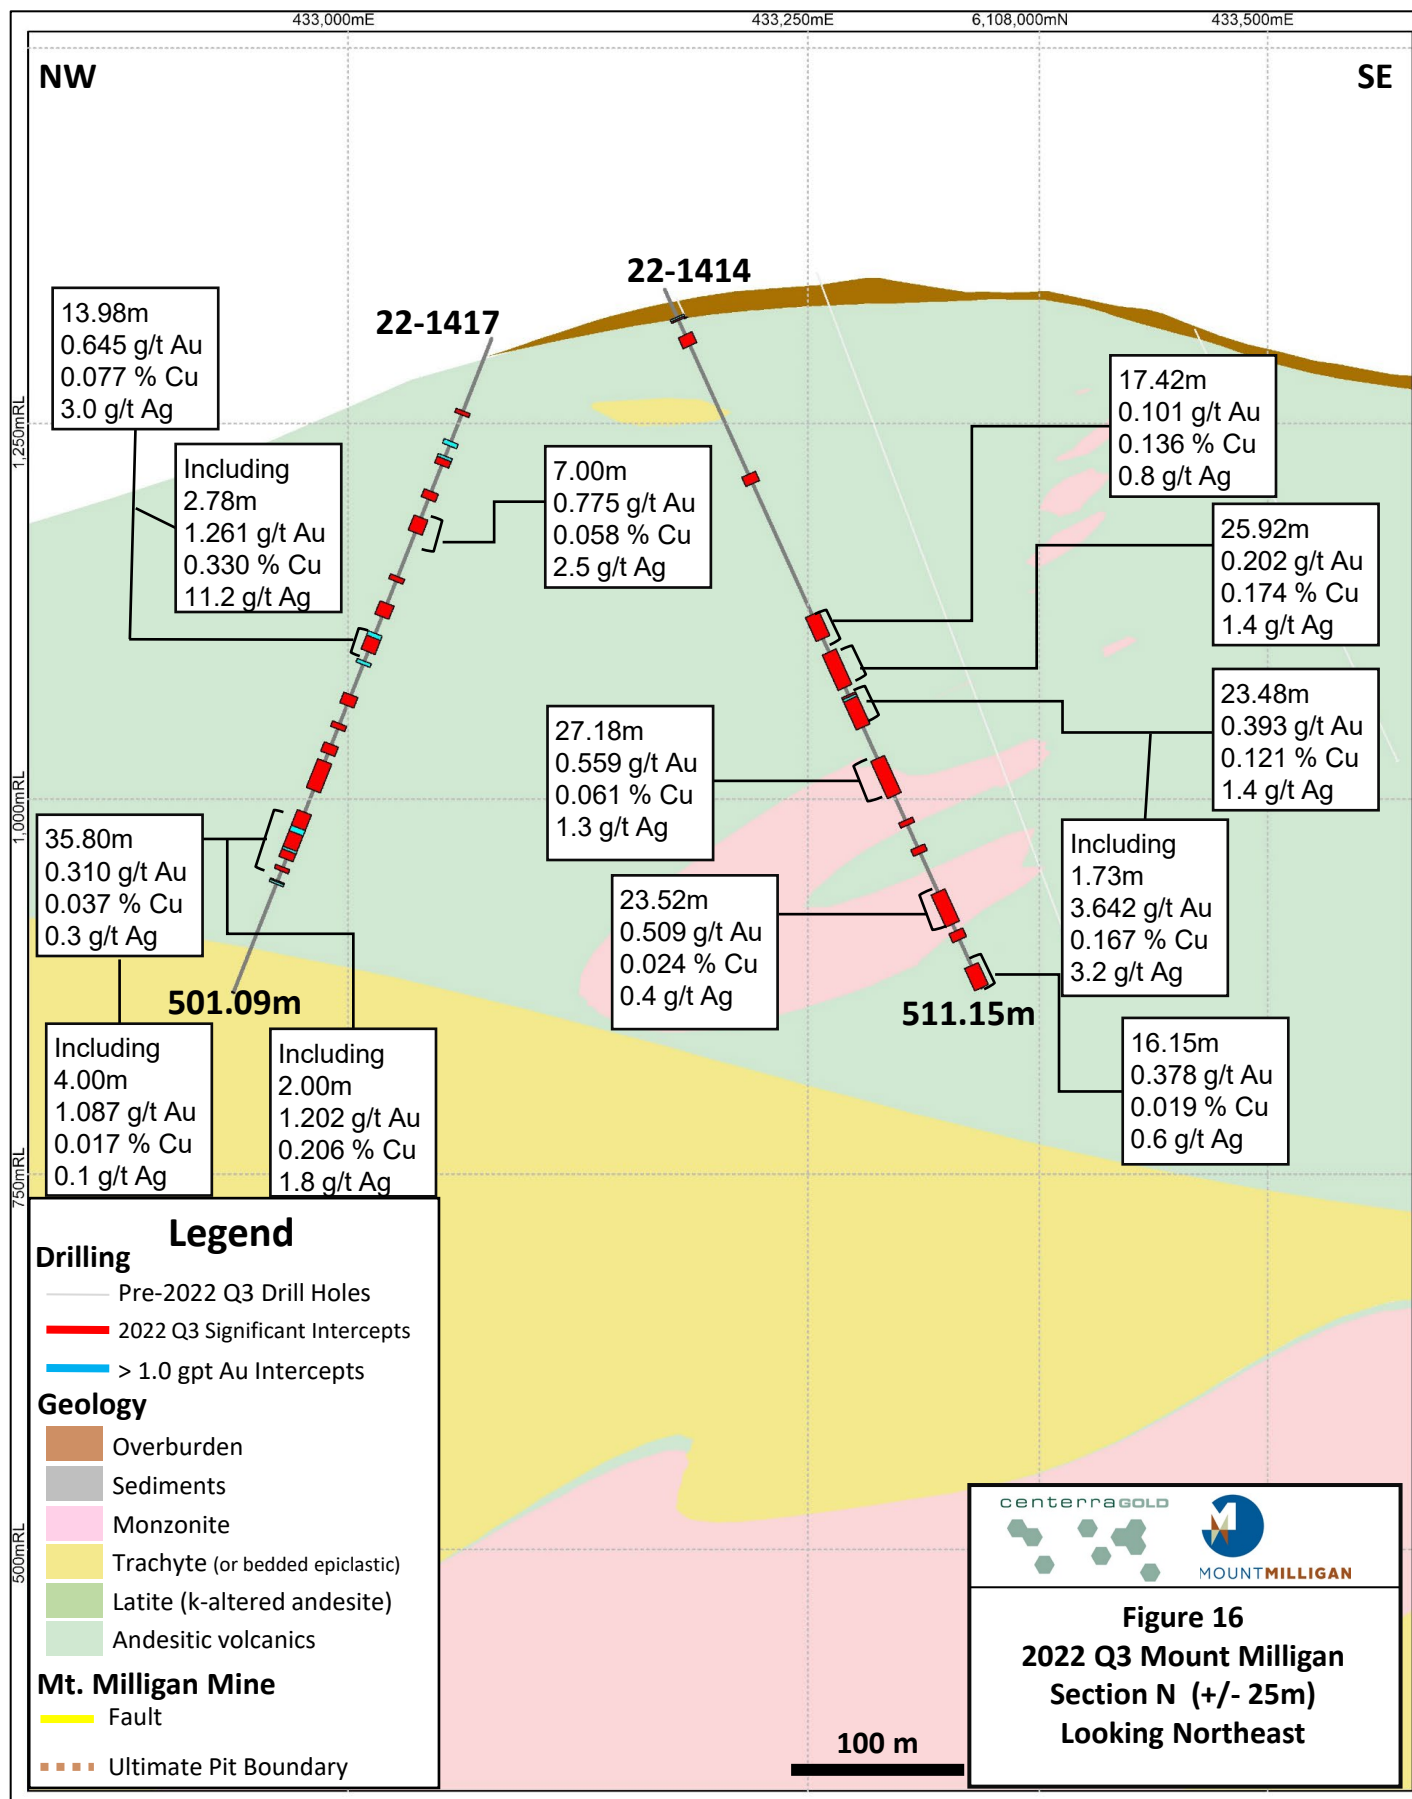 433,000mE
433,250mE
6,108,000mN
433,500mE
NW
SE
22-1414
22-1417
13.98m
0.645 g/t Au
0.077 % Cu
3.0 g/t Ag
Including
2.78m
1.261 g/t Au
0.330 % Cu
11.2 g/t Ag
7.00m
0.775 g/t Au
0.058 % Cu
2.5 g/t Ag
17.42m
0.101 g/t Au
0.136 % Cu
0.8 g/t Ag
25.92m
0.202 g/t Au
0.174 % Cu
1.4 g/t Ag
23.48m
0.393 g/t Au
0.121 % Cu
1.4 g/t Ag
27.18m
0.559 g/t Au
0.061 % Cu
1.3 g/t Ag
Including
1.73m
3.642 g/t Au
0.167 % Cu
3.2 g/t Ag
35.80m
0.310 g/t Au
0.037 % Cu
0.3 g/t Ag
23.52m
0.509 g/t Au
0.024 % Cu
0.4 g/t Ag
501.09m
511.15m
Including
4.00m
1.087 g/t Au
0.017 % Cu
0.1 g/t Ag
Including
2.00m
1.202 g/t Au
0.206 % Cu
1.8 g/t Ag
16.15m
0.378 g/t Au
0.019 % Cu
0.6 g/t Ag
1,250mRL
1,000mRL
750mRL
500mRL
Legend
Drilling
Pre-2022 Q3 Drill Holes
2022 Q3 Significant Intercepts
> 1.0 gpt Au Intercepts
Geology
Overburden
Sediments
Monzonite
Trachyte (or bedded epiclastic)
Latite (k-altered andesite)
Andesitic volcanics
Mt. Milligan Mine
Fault
Ultimate Pit Boundary
100 m
centerraGOLD
MOUNTMILLIGAN
Figure 16
2022 Q3 Mount Milligan
Section N (+/- 25m)
Looking Northeast